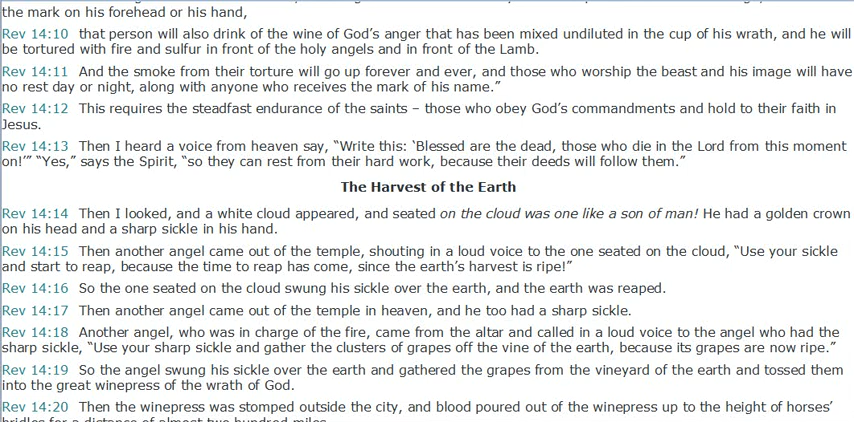 the mark on his forehead or his hand,
Rev 14:10 that person will also drink of the wine of God’s anger that has been mixed undiluted in the cup of his wrath, and he will
be tortured with fire and sulfur in front of the holy angels and in front of the Lamb.
Rev 14:11 And the smoke from their torture will go up forever and ever, and those who worship the beast and his image will have
no rest day or night, along with anyone who receives the mark of his name.”
Rev 14:12 This requires the steadfast endurance of the saints – those who obey God’s commandments and hold to their faith in
Jesus.
Rev 14:13 Then I heard a voice from heaven say, “Write this: ‘Blessed are the dead, those who die in the Lord from this moment
on!’” “Yes,” says the Spirit, “so they can rest from their hard work, because their deeds will follow them.”
The Harvest of the Earth
Rev 14:14 Then I looked, and a white cloud appeared, and seated on the cloud was one like a son of man! He had a golden crown
on his head and a sharp sickle in his hand.
Rev 14:15 Then another angel came out of the temple, shouting in a loud voice to the one seated on the cloud, “Use your sickle
and start to reap, because the time to reap has come, since the earth’s harvest is ripe!”
Rev 14:16 So the one seated on the cloud swung his sickle over the earth, and the earth was reaped.
Rev 14:17 Then another angel came out of the temple in heaven, and he too had a sharp sickle.
Rev 14:18 Another angel, who was in charge of the fire, came from the altar and called in a loud voice to the angel who had the
sharp sickle, “Use your sharp sickle and gather the clusters of grapes off the vine of the earth, because its grapes are now ripe.”
Rev 14:19 So the angel swung his sickle over the earth and gathered the grapes from the vineyard of the earth and tossed them
into the great winepress of the wrath of God.
Rev 14:20 Then the winepress was stomped outside the city, and blood poured out of the winepress up to the height of horses’
bridles for a distance of almost two hundred miles.